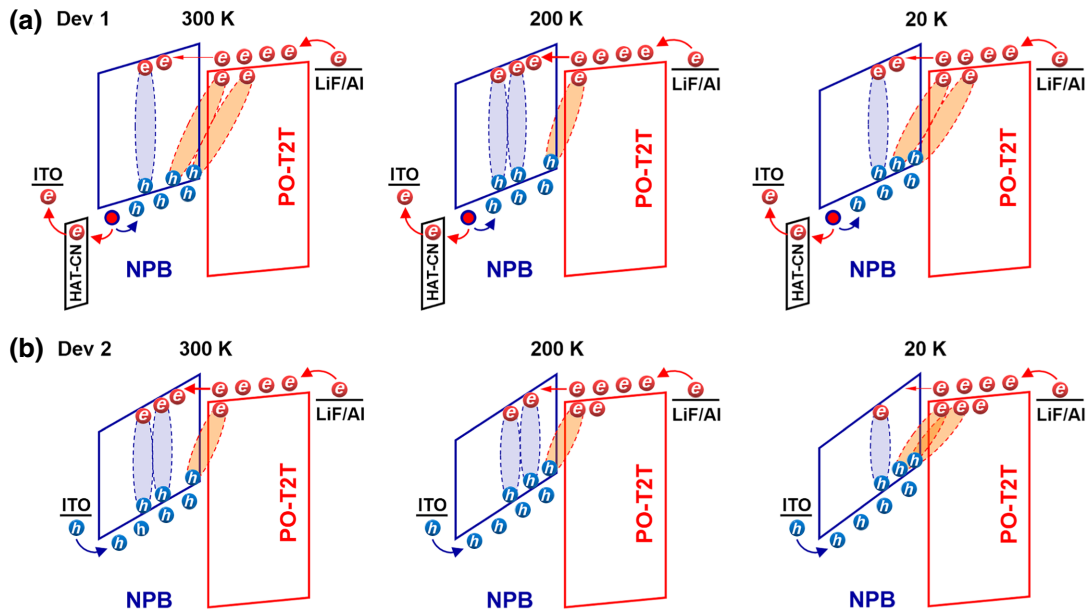 (a) Dev 1 300 K 200 K 20 K
e e e e e e e LiF/Al e e e e e e e e LiF/Al e e e e e e e LiF/Al
e e e e e
PO-T2T PO-T2T PO-T2T
ITO h h h ITO h h h ITO h h h
e h h h e h h h e h h h
e e e
HAT-CN HAT-CN HAT-CN
NPB NPB NPB
(b) Dev 2 300 K 200 K 20 K
e e e e e e e e LiF/Al e e e e e e LiF/Al e e e e e LiF/Al
e e e e e e e
PO-T2T PO-T2T PO-T2T
ITO h h h h ITO h h h h ITO h h h h
h h h h h h h h h h h h
NPB NPB NPB